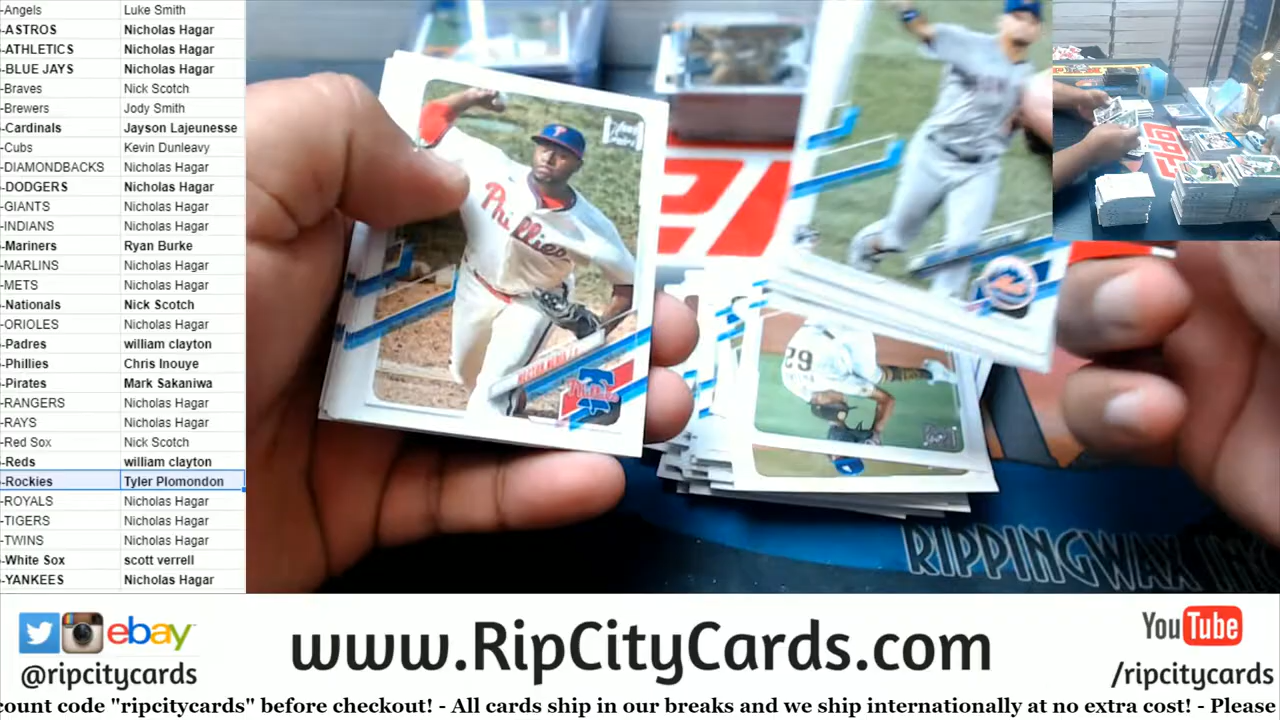 -Angels Luke Smith
-ASTROS Nicholas Hagar
-ATHLETICS Nicholas Hagar
-BLUE JAYS Nicholas Hagar
-Braves Nick Scotch
-Brewers Jody Smith
-Cardinals Jayson Lajeunesse
-Cubs Kevin Dunleavy
-DIAMONDBACKS Nicholas Hagar
-DODGERS Nicholas Hagar
-GIANTS Nicholas Hagar
-INDIANS Nicholas Hagar
-Mariners Ryan Burke
-MARLINS Nicholas Hagar
-METS Nicholas Hagar
-Nationals Nick Scotch
-ORIOLES Nicholas Hagar
-Padres william clayton
-Phillies Chris Inouye
-Pirates Mark Sakaniwa
-RANGERS Nicholas Hagar
-RAYS Nicholas Hagar
-Red Sox Nick Scotch
-Reds william clayton
-Rockies Tyler Plomondon
-ROYALS Nicholas Hagar
-TIGERS Nicholas Hagar
-TWINS Nicholas Hagar
-White Sox scott verrell
-YANKEES Nicholas Hagar
Phillies
29
RIPPINGWAX
ebay
@ripcitycards
www.RipCityCards.com
YouTube
/ripcitycards
count code "ripcitycards" before checkout! - All cards ship in our breaks and we ship internationally at no extra cost! - Please